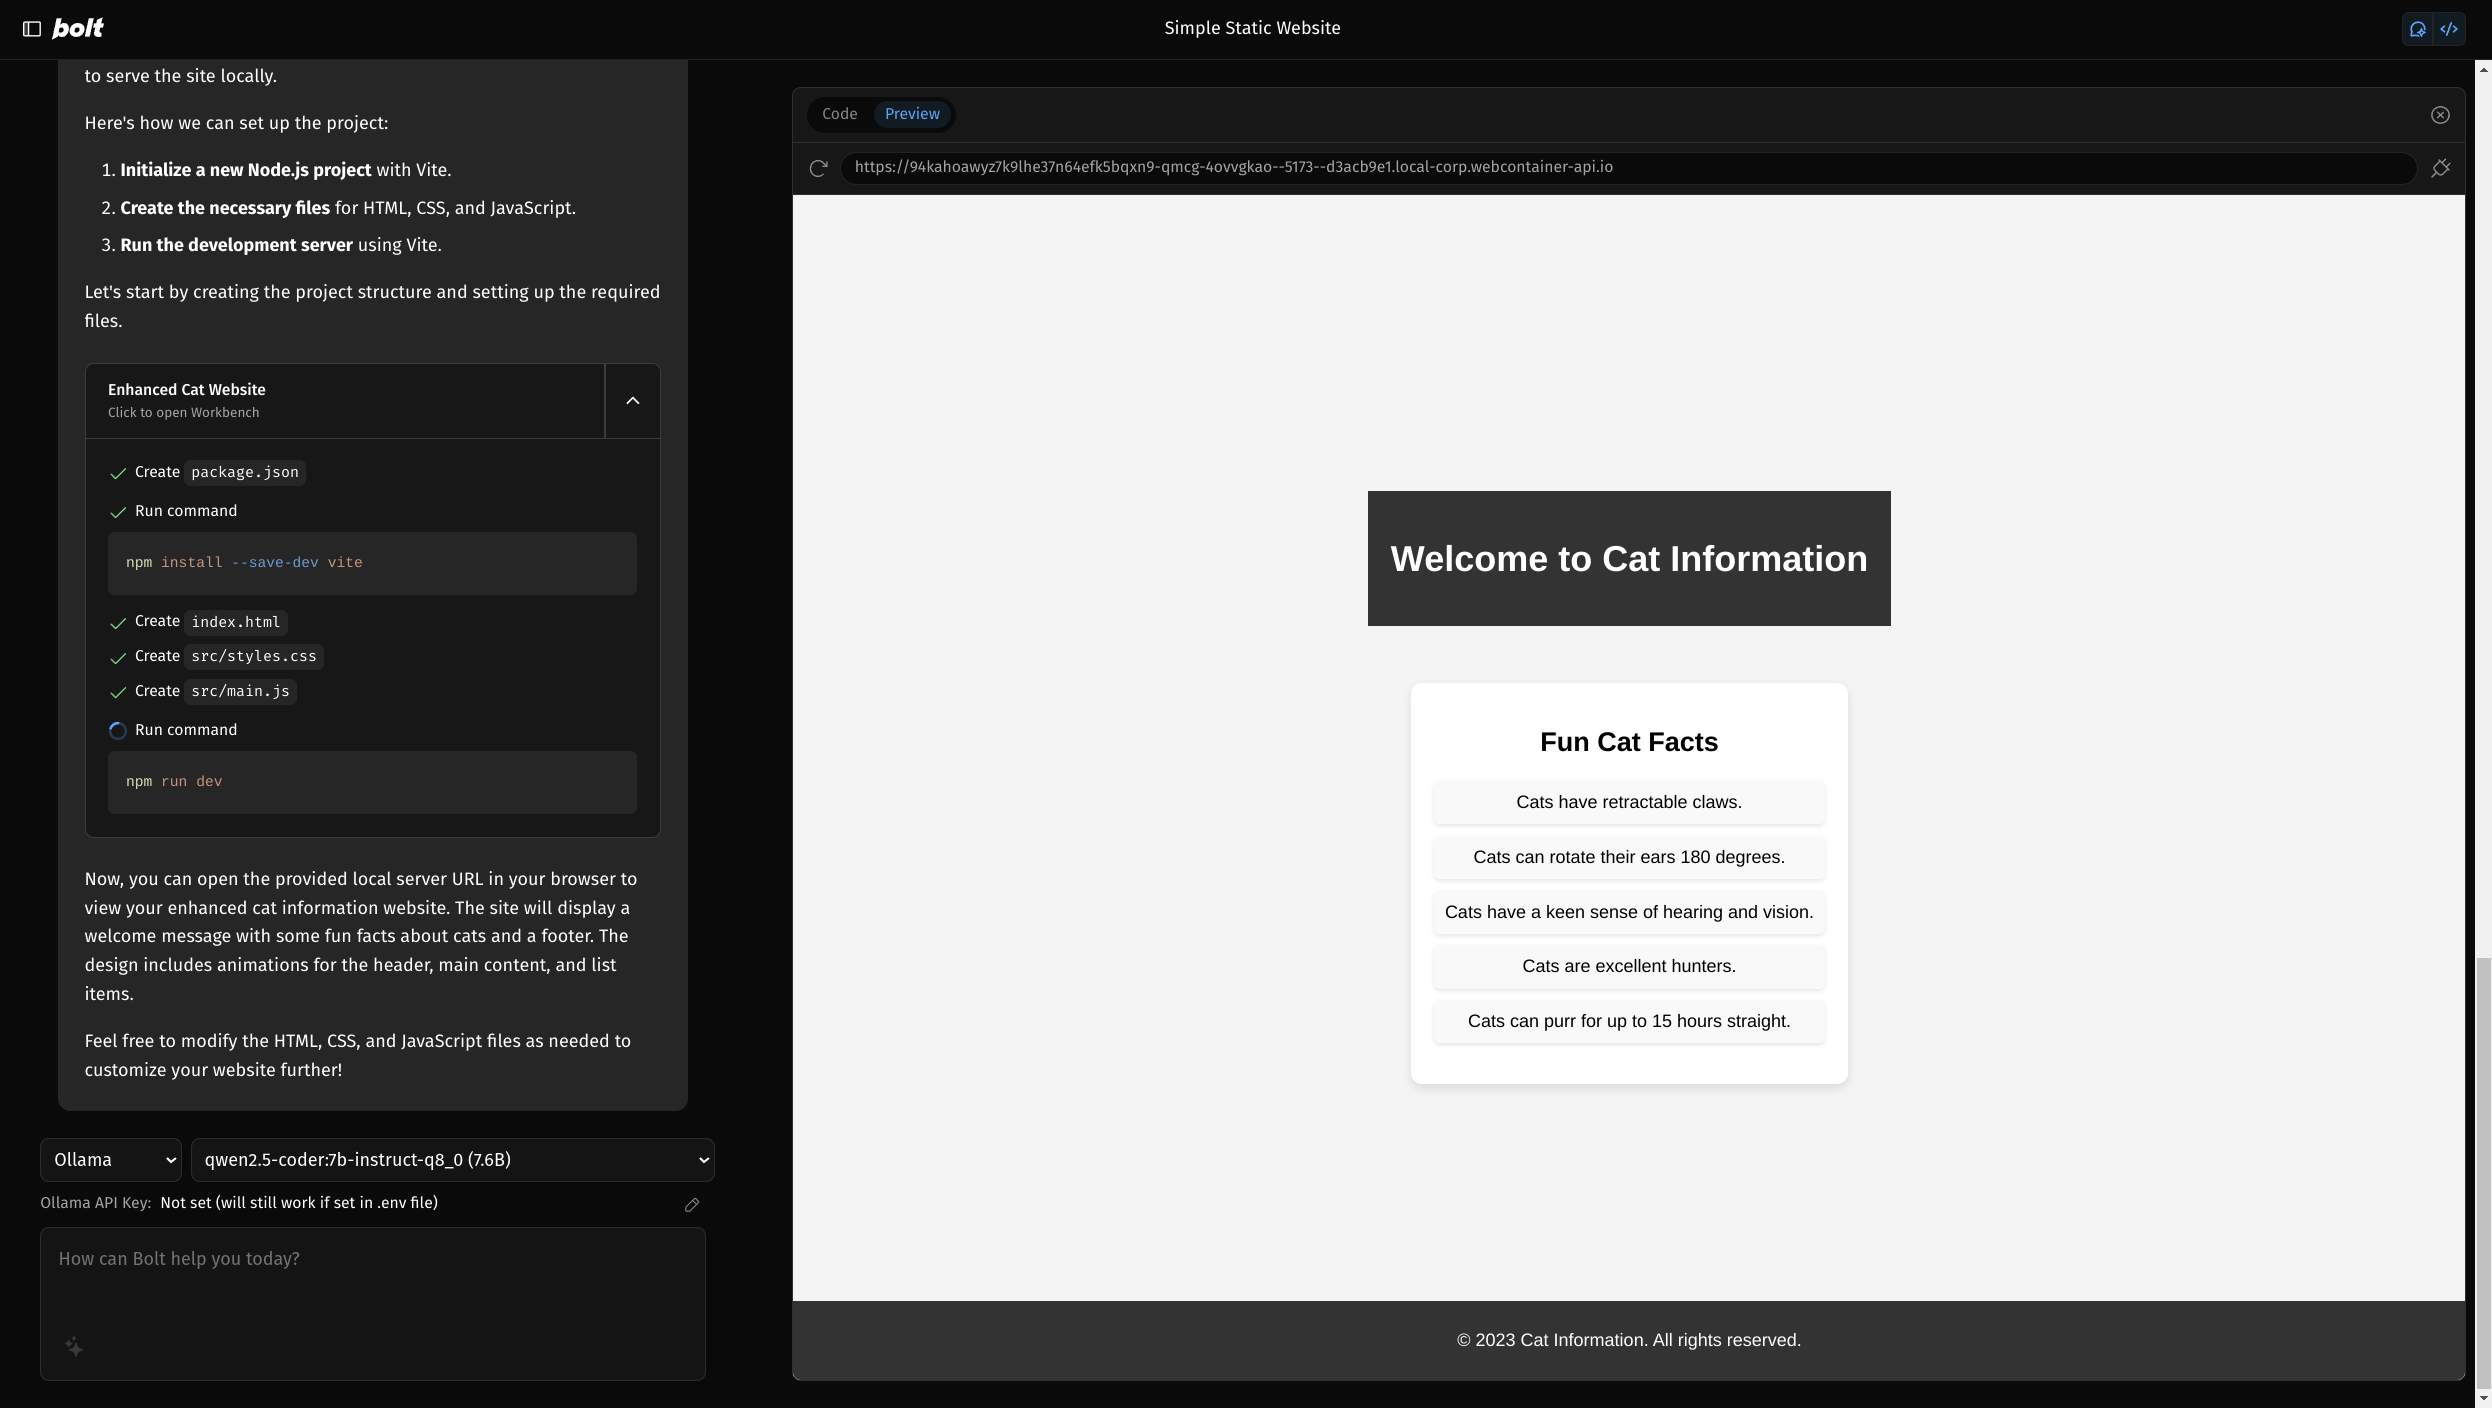 bolt
Simple Static Website
to serve the site locally.
Here's how we can set up the project:
1. Initialize a new Node.js project with Vite.
2. Create the necessary files for HTML, CSS, and JavaScript.
3. Run the development server using Vite.
Let's start by creating the project structure and setting up the required
files.
Enhanced Cat Website
Click to open Workbench
Create package.json
Run command
npm install --save-dev vite
Create index.html
Create src/styles.css
Create src/main.js
Run command
npm run dev
Now, you can open the provided local server URL in your browser to
view your enhanced cat information website. The site will display a
welcome message with some fun facts about cats and a footer. The
design includes animations for the header, main content, and list
items.
Feel free to modify the HTML, CSS, and JavaScript files as needed to
customize your website further!
Ollama
qwen2.5-coder:7b-instruct-q8_0 (7.6B)
Ollama API Key: Not set (will still work if set in .env file)
How can Bolt help you today?
Code
Preview
https://94kahoawyz7k9lhe37n64efk5bqxn9-qmcg-4ovvgkao--5173--d3acb9e1.local-corp.webcontainer-api.io
Welcome to Cat Information
Fun Cat Facts
Cats have retractable claws.
Cats can rotate their ears 180 degrees.
Cats have a keen sense of hearing and vision.
Cats are excellent hunters.
Cats can purr for up to 15 hours straight.
© 2023 Cat Information. All rights reserved.